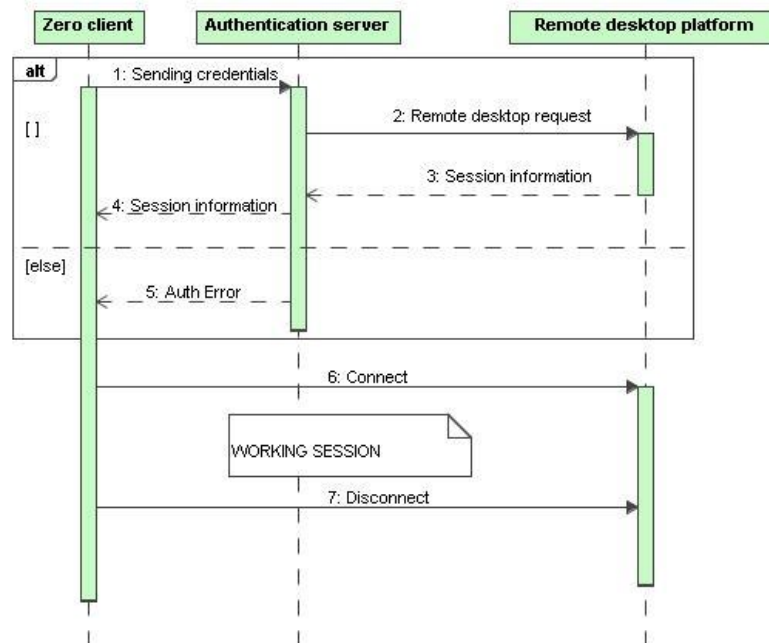 Zero client
Authentication server
Remote desktop platform
alt
1: Sending credentials
[ ]
2: Remote desktop request
3: Session information
4: Session information
[else]
5: Auth Error
6: Connect
WORKING SESSION
7: Disconnect